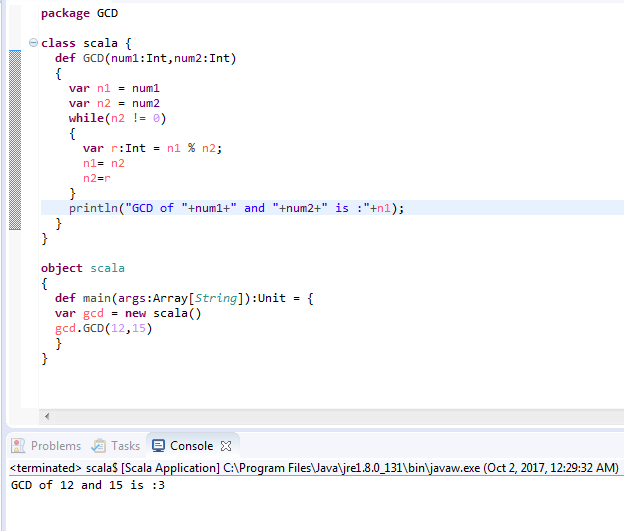 package GCD
class scala {
def GCD(num1:Int,num2:Int)
{
var n1 = num1
var n2 = num2
while(n2 != 0)
{
var r:Int = n1 % n2;
n1= n2
n2=r
}
println("GCD of "+num1+" and "+num2+" is :"+n1);
}
}
object scala
{
def main(args:Array[String]):Unit = {
var gcd = new scala()
gcd.GCD(12,15)
}
}
Problems Tasks Console
<terminated> scala$ [Scala Application] C:\Program Files\Java\jre1.8.0_131\bin\javaw.exe (Oct 2, 2017, 12:29:32 AM)
GCD of 12 and 15 is :3